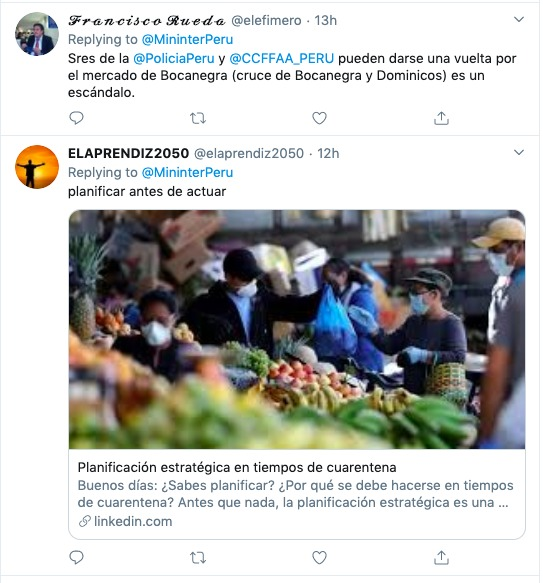 𝓕𝓻𝓪𝓷𝓬𝓲𝓼𝓬𝓸 𝓡𝓾𝓮𝓭𝓪 @elefimero · 13h
Replying to @MininterPeru
Sres de la @PoliciaPeru y @CCFFAA_PERU pueden darse una vuelta por
el mercado de Bocanegra (cruce de Bocanegra y Dominicos) es un
escándalo.
ELAPRENDIZ2050 @elaprendiz2050 · 12h
Replying to @MininterPeru
planificar antes de actuar
Planificación estratégica en tiempos de cuarentena
Buenos días: ¿Sabes planificar? ¿Por qué se debe hacerse en tiempos
de cuarentena? Antes que nada, la planificación estratégica es una ...
linkedin.com